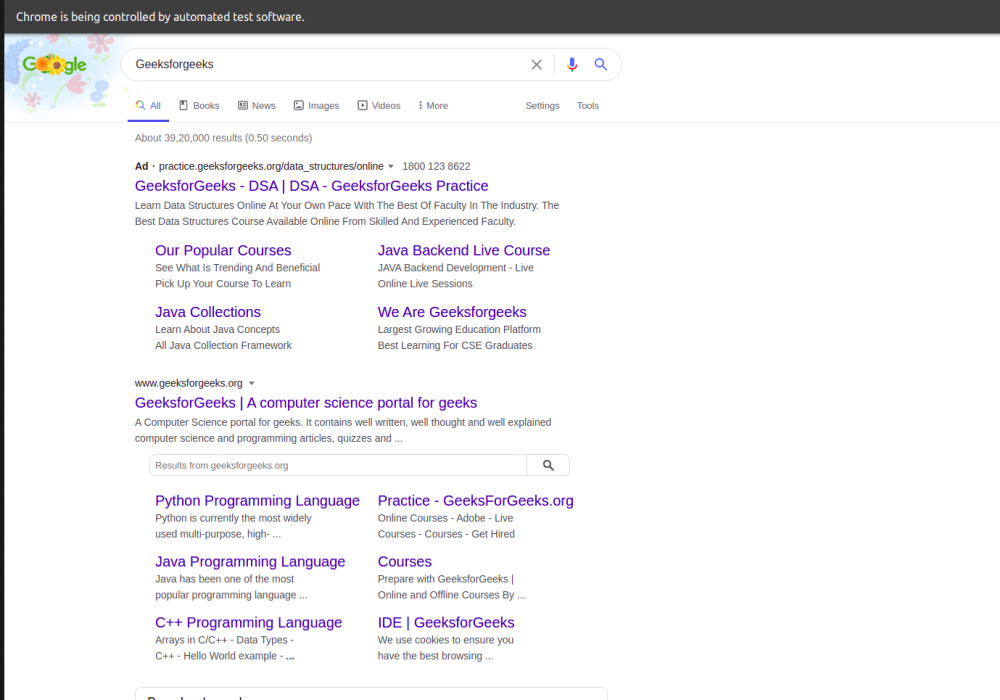 Chrome is being controlled by automated test software.
Google
Geeksforgeeks
All Books News Images Videos More Settings Tools
About 39,20,000 results (0.50 seconds)
Ad · practice.geeksforgeeks.org/data_structures/online 1800 123 8622
GeeksforGeeks - DSA | DSA - GeeksforGeeks Practice
Learn Data Structures Online At Your Own Pace With The Best Of Faculty In The Industry. The
Best Data Structures Course Available Online From Skilled And Experienced Faculty.
Our Popular Courses
See What Is Trending And Beneficial
Pick Up Your Course To Learn
Java Backend Live Course
JAVA Backend Development - Live
Online Live Sessions
Java Collections
Learn About Java Concepts
All Java Collection Framework
We Are Geeksforgeeks
Largest Growing Education Platform
Best Learning For CSE Graduates
www.geeksforgeeks.org
GeeksforGeeks | A computer science portal for geeks
A Computer Science portal for geeks. It contains well written, well thought and well explained
computer science and programming articles, quizzes and ...
Results from geeksforgeeks.org
Python Programming Language
Python is currently the most widely
used multi-purpose, high- ...
Practice - GeeksForGeeks.org
Online Courses - Adobe - Live
Courses - Courses - Get Hired
Java Programming Language
Java has been one of the most
popular programming language ...
Courses
Prepare with GeeksforGeeks |
Online and Offline Courses By ...
C++ Programming Language
Arrays in C/C++ - Data Types -
C++ - Hello World example - ...
IDE | GeeksforGeeks
We use cookies to ensure you
have the best browsing ...